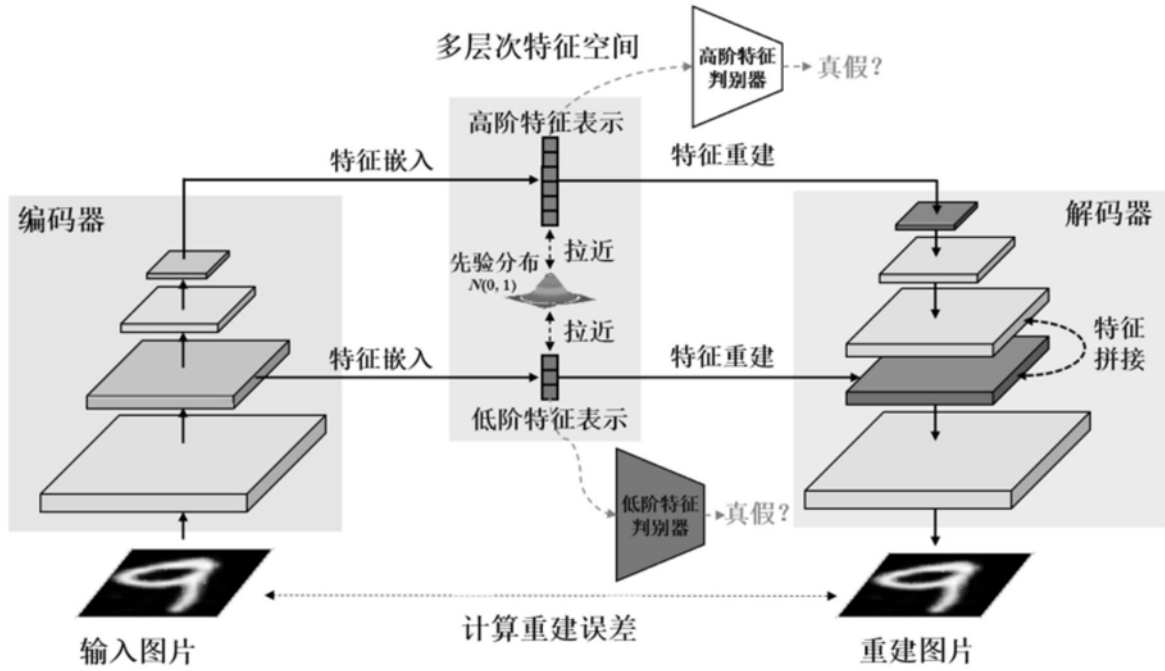 多层次特征空间
高阶特征
判别器
真假？
高阶特征表示
特征嵌入
特征重建
编码器
解码器
拉近
先验分布
N(0, 1)
拉近
特征
拼接
特征嵌入
特征重建
低阶特征表示
低阶特征
判别器
真假？
计算重建误差
输入图片
重建图片
9
9